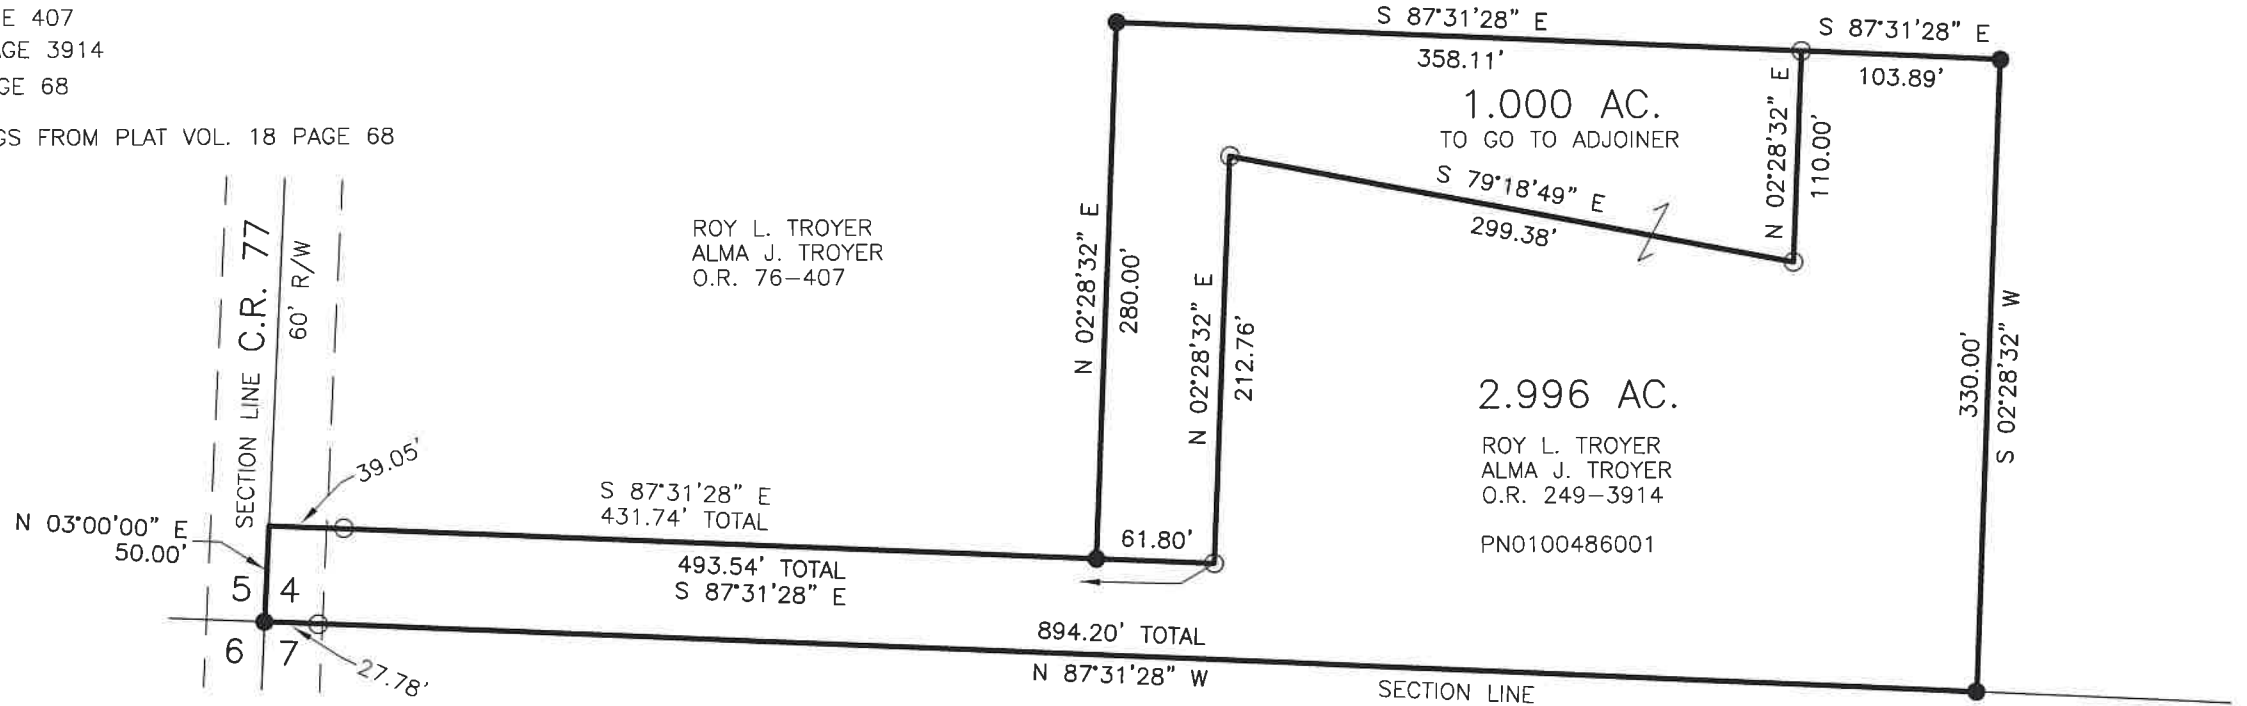 E 407
GE 3914
GE 68
GS FROM PLAT VOL. 18 PAGE 68
S 87°31'28" E
358.11'
S 87°31'28" E
103.89'
1.000 AC.
TO GO TO ADJOINER
N 02°28'32" E
110.00'
S 79°18'49" E
299.38'
ROY L. TROYER
ALMA J. TROYER
O.R. 76-407
SECTION LINE C.R. 77
60' R/W
N 02°28'32" E
280.00'
N 02°28'32" E
212.76'
2.996 AC.
ROY L. TROYER
ALMA J. TROYER
O.R. 249-3914
PN0100486001
330.00'
S 02°28'32" W
39.05'
N 03°00'00" E
50.00'
S 87°31'28" E
431.74' TOTAL
61.80'
493.54' TOTAL
S 87°31'28" E
5 4
6 7
27.78'
894.20' TOTAL
N 87°31'28" W
SECTION LINE